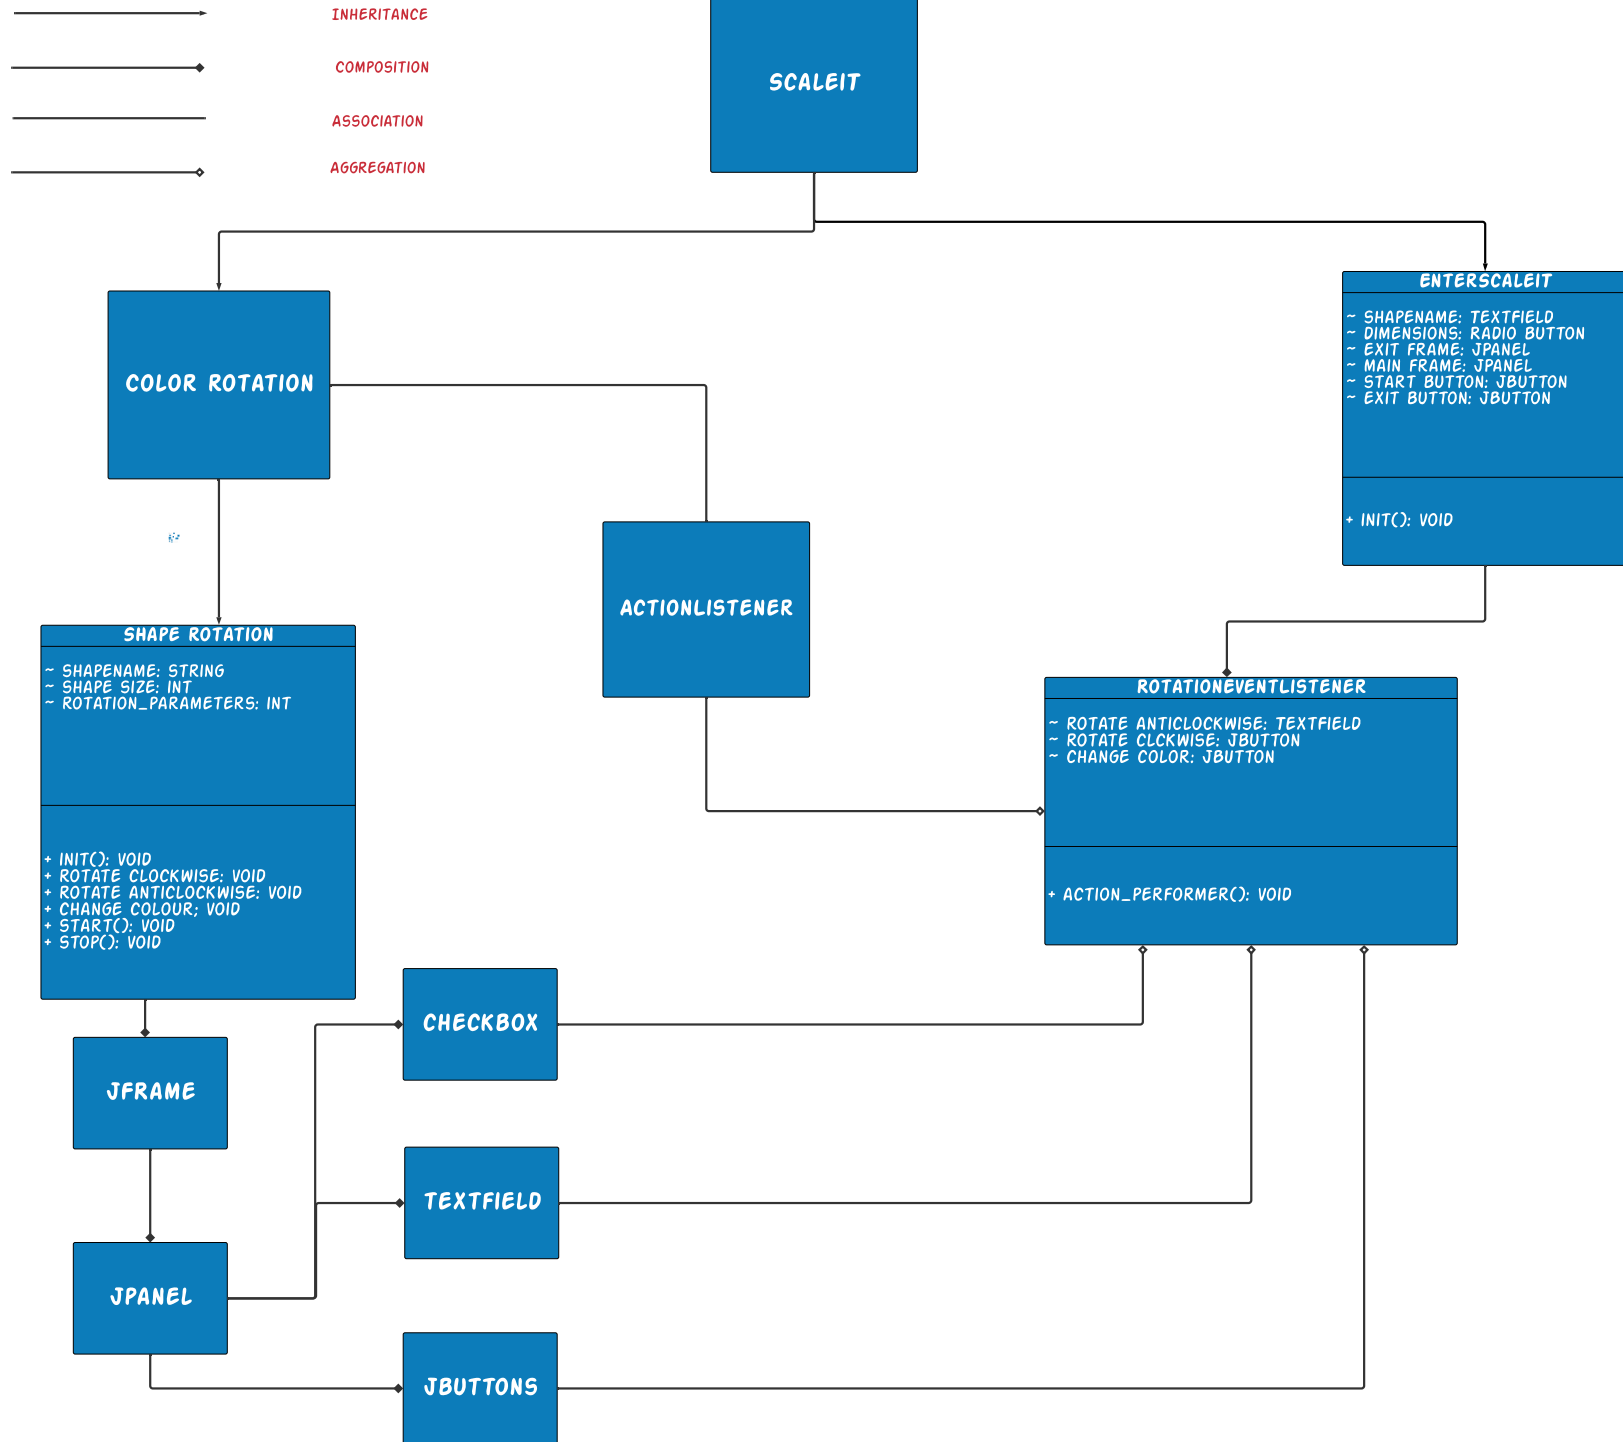 INHERITANCE
COMPOSITION
ASSOCIATION
AGGREGATION
SCALEIT
COLOR ROTATION
ENTERSCALEIT
~ SHAPENAME: TEXTFIELD
~ DIMENSIONS: RADIO BUTTON
~ EXIT FRAME: JPANEL
~ MAIN FRAME: JPANEL
~ START BUTTON: JBUTTON
~ EXIT BUTTON: JBUTTON
+ INIT(): VOID
ACTIONLISTENER
SHAPE ROTATION
~ SHAPENAME: STRING
~ SHAPE SIZE: INT
~ ROTATION_PARAMETERS: INT
+ INIT(): VOID
+ ROTATE CLOCKWISE: VOID
+ ROTATE ANTICLOCKWISE: VOID
+ CHANGE COLOUR; VOID
+ START(): VOID
+ STOP(): VOID
ROTATIONEVENTLISTENER
~ ROTATE ANTICLOCKWISE: TEXTFIELD
~ ROTATE CLCKWISE: JBUTTON
~ CHANGE COLOR: JBUTTON
+ ACTION_PERFORMER(): VOID
CHECKBOX
JFRAME
TEXTFIELD
JPANEL
JBUTTONS